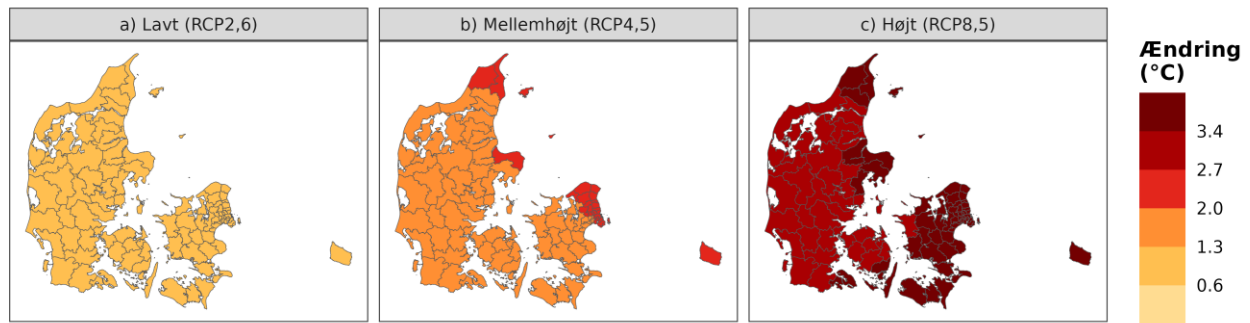 a) Lavt (RCP2,6)
b) Mellemhøjt (RCP4,5)
c) Højt (RCP8,5)
Ændring
(°C)
3.4
2.7
2.0
1.3
0.6